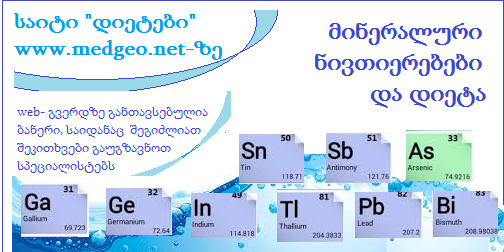 საიტი "დიეტები"
www.medgeo.net-ზე
მინერალური
ნივთიერებები
და დიეტა
web- გვერდზე განთავსებულია
ბანერი, საიდანაც შეგიძლიათ
შეკითხვები გაუგზავნოთ
სპეციალისტებს
50
Sn
Tin
118.71
51
Sb
Antimony
121.76
33
As
Arsenic
74.9216
31
Ga
Gallium
69.723
32
Ge
Germanium
72.64
49
In
Indium
114.818
81
Tl
Thallium
204.3833
82
Pb
Lead
207.2
83
Bi
Bismuth
208.98038